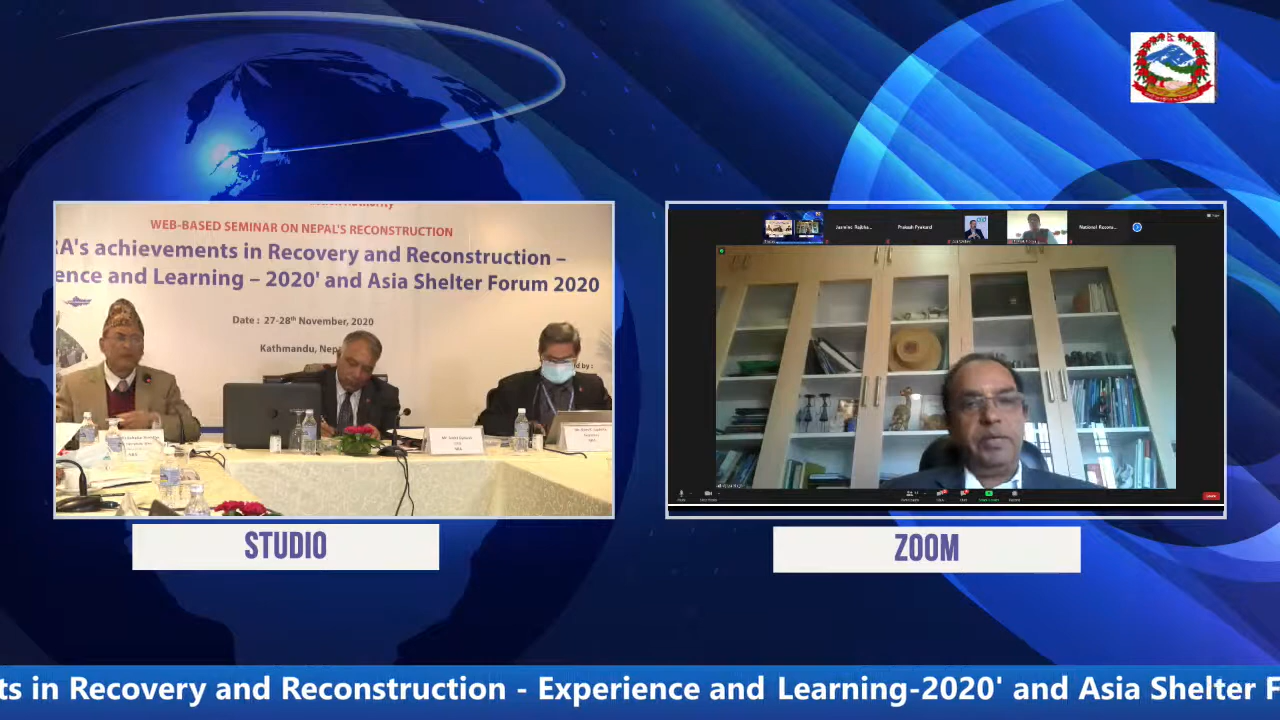 WEB-BASED SEMINAR ON NEPAL'S RECONSTRUCTION
RA's achievements in Recovery and Reconstruction –
ence and Learning – 2020' and Asia Shelter Forum 2020
Date : 27-28th November, 2020
Kathmandu, Nep
Prakash Pyakurel
STUDIO
ZOOM
ts in Recovery and Reconstruction - Experience and Learning-2020' and Asia Shelter F